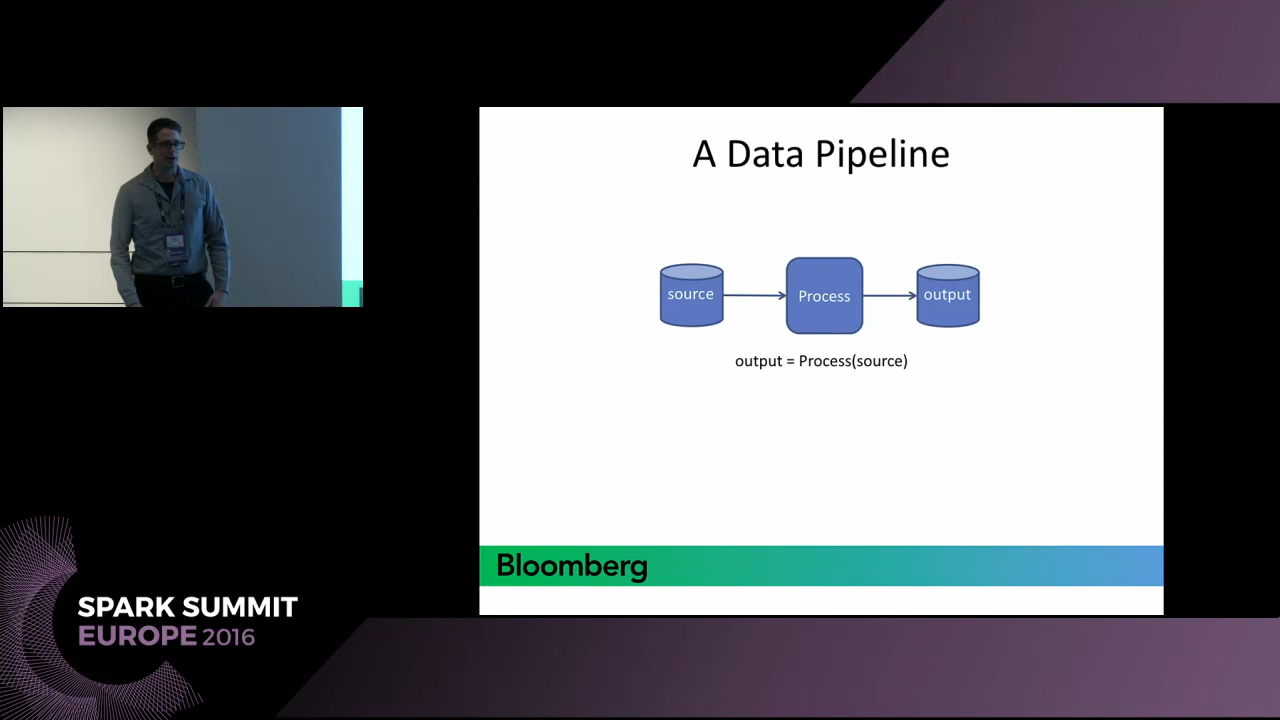 A Data Pipeline
source
Process
output
output = Process(source)
Bloomberg
SPARK SUMMIT
EUROPE 2016